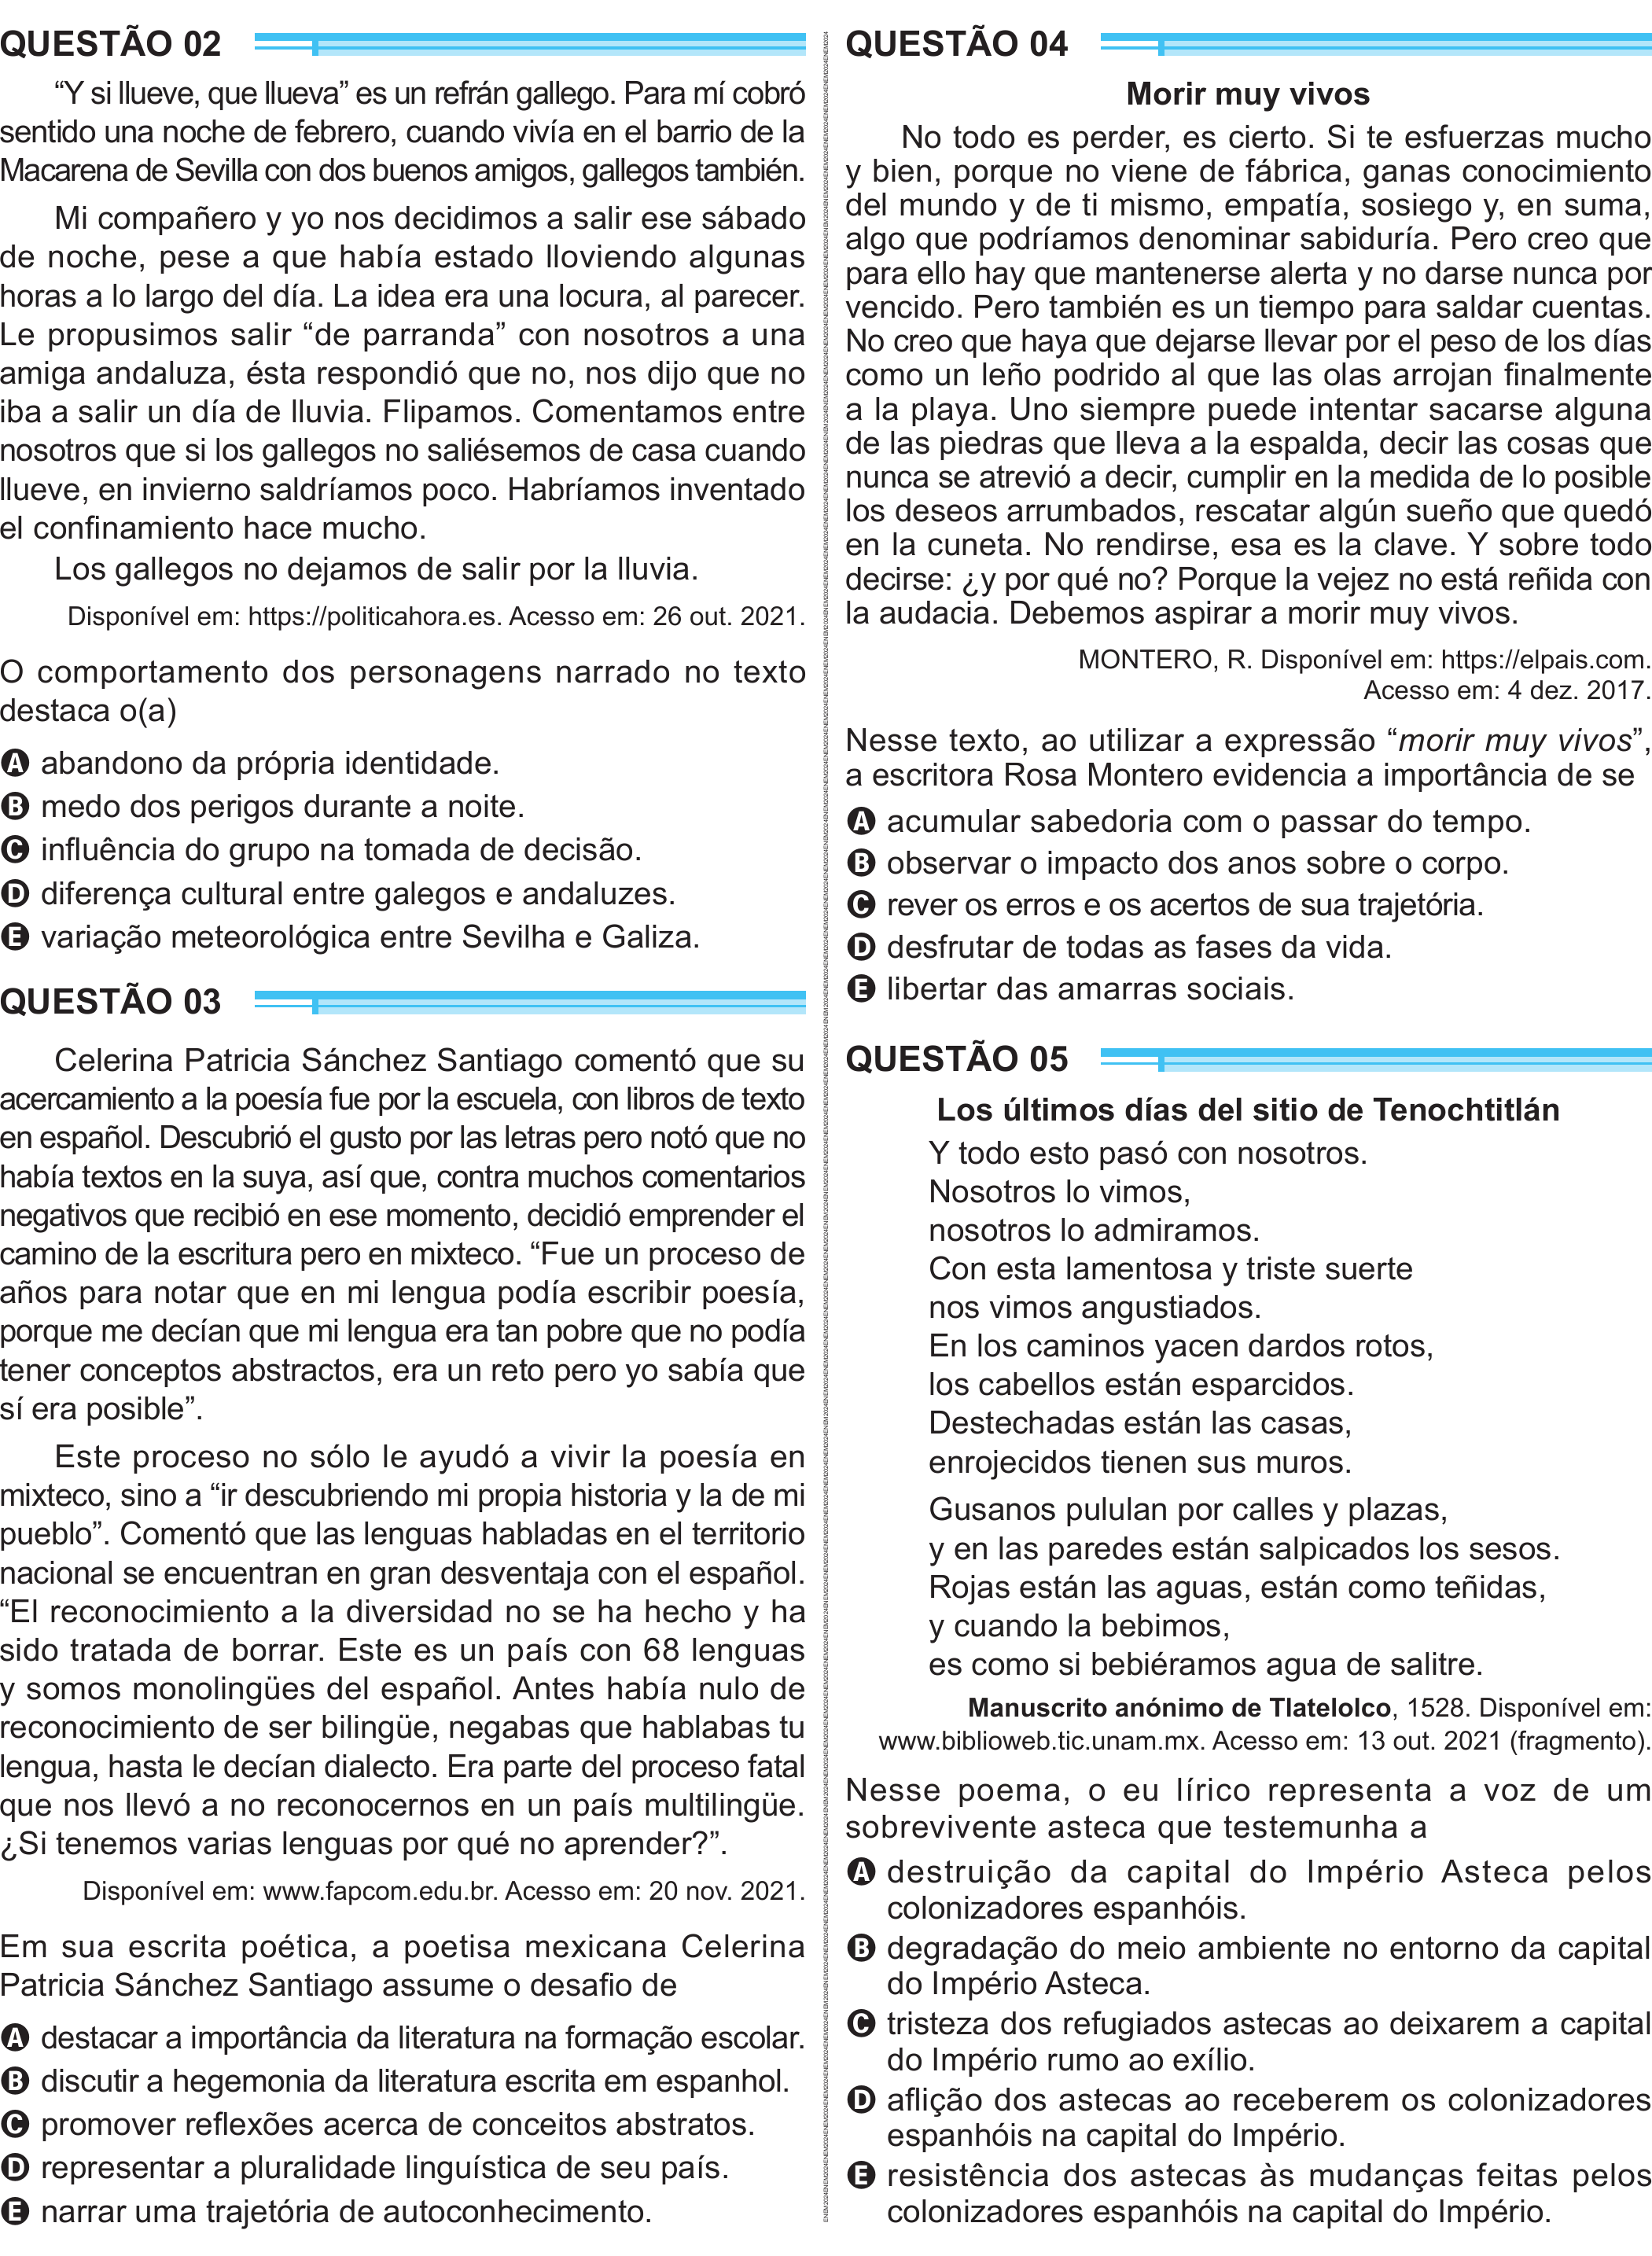 QUESTÃO 02
“Y si llueve, que llueva” es un refrán gallego. Para mí cobró
sentido una noche de febrero, cuando vivía en el barrio de la
Macarena de Sevilla con dos buenos amigos, gallegos también.
Mi compañero y yo nos decidimos a salir ese sábado
de noche, pese a que había estado lloviendo algunas
horas a lo largo del día. La idea era una locura, al parecer.
Le propusimos salir “de parranda” con nosotros a una
amiga andaluza, ésta respondió que no, nos dijo que no
iba a salir un día de lluvia. Flipamos. Comentamos entre
nosotros que si los gallegos no saliésemos de casa cuando
llueve, en invierno saldríamos poco. Habríamos inventado
el confinamiento hace mucho.
Los gallegos no dejamos de salir por la lluvia.
Disponível em: https://politicahora.es. Acesso em: 26 out. 2021.
O comportamento dos personagens narrado no texto
destaca o(a)
A abandono da própria identidade.
B medo dos perigos durante a noite.
C influência do grupo na tomada de decisão.
D diferença cultural entre galegos e andaluzes.
E variação meteorológica entre Sevilha e Galiza.
QUESTÃO 03
Celerina Patricia Sánchez Santiago comentó que su
acercamiento a la poesía fue por la escuela, con libros de texto
en español. Descubrió el gusto por las letras pero notó que no
había textos en la suya, así que, contra muchos comentarios
negativos que recibió en ese momento, decidió emprender el
camino de la escritura pero en mixteco. “Fue un proceso de
años para notar que en mi lengua podía escribir poesía,
porque me decían que mi lengua era tan pobre que no podía
tener conceptos abstractos, era un reto pero yo sabía que
sí era posible”.
Este proceso no sólo le ayudó a vivir la poesía en
mixteco, sino a “ir descubriendo mi propia historia y la de mi
pueblo”. Comentó que las lenguas habladas en el territorio
nacional se encuentran en gran desventaja con el español.
“El reconocimiento a la diversidad no se ha hecho y ha
sido tratada de borrar. Este es un país con 68 lenguas
y somos monolingües del español. Antes había nulo de
reconocimiento de ser bilingüe, negabas que hablabas tu
lengua, hasta le decían dialecto. Era parte del proceso fatal
que nos llevó a no reconocernos en un país multilingüe.
¿Si tenemos varias lenguas por qué no aprender?”.
Disponível em: www.fapcom.edu.br. Acesso em: 20 nov. 2021.
Em sua escrita poética, a poetisa mexicana Celerina
Patricia Sánchez Santiago assume o desafio de
A destacar a importância da literatura na formação escolar.
B discutir a hegemonia da literatura escrita em espanhol.
C promover reflexões acerca de conceitos abstratos.
D representar a pluralidade linguística de seu país.
E narrar uma trajetória de autoconhecimento.
QUESTÃO 04
Morir muy vivos
No todo es perder, es cierto. Si te esfuerzas mucho
y bien, porque no viene de fábrica, ganas conocimiento
del mundo y de ti mismo, empatía, sosiego y, en suma,
algo que podríamos denominar sabiduría. Pero creo que
para ello hay que mantenerse alerta y no darse nunca por
vencido. Pero también es un tiempo para saldar cuentas.
No creo que haya que dejarse llevar por el peso de los días
como un leño podrido al que las olas arrojan finalmente
a la playa. Uno siempre puede intentar sacarse alguna
de las piedras que lleva a la espalda, decir las cosas que
nunca se atrevió a decir, cumplir en la medida de lo posible
los deseos arrumbados, rescatar algún sueño que quedó
en la cuneta. No rendirse, esa es la clave. Y sobre todo
decirse: ¿y por qué no? Porque la vejez no está reñida con
la audacia. Debemos aspirar a morir muy vivos.
MONTERO, R. Disponível em: https://elpais.com.
Acesso em: 4 dez. 2017.
Nesse texto, ao utilizar a expressão “morir muy vivos”,
a escritora Rosa Montero evidencia a importância de se
A acumular sabedoria com o passar do tempo.
B observar o impacto dos anos sobre o corpo.
C rever os erros e os acertos de sua trajetória.
D desfrutar de todas as fases da vida.
E libertar das amarras sociais.
QUESTÃO 05
Los últimos días del sitio de Tenochtitlán
Y todo esto pasó con nosotros.
Nosotros lo vimos,
nosotros lo admiramos.
Con esta lamentosa y triste suerte
nos vimos angustiados.
En los caminos yacen dardos rotos,
los cabellos están esparcidos.
Destechadas están las casas,
enrojecidos tienen sus muros.
Gusanos pululan por calles y plazas,
y en las paredes están salpicados los sesos.
Rojas están las aguas, están como teñidas,
y cuando la bebimos,
es como si bebiéramos agua de salitre.
Manuscrito anónimo de Tlatelolco, 1528. Disponível em:
www.biblioweb.tic.unam.mx. Acesso em: 13 out. 2021 (fragmento).
Nesse poema, o eu lírico representa a voz de um
sobrevivente asteca que testemunha a
A destruição da capital do Império Asteca pelos
colonizadores espanhóis.
B degradação do meio ambiente no entorno da capital
do Império Asteca.
C tristeza dos refugiados astecas ao deixarem a capital
do Império rumo ao exílio.
D aflição dos astecas ao receberem os colonizadores
espanhóis na capital do Império.
E resistência dos astecas às mudanças feitas pelos
colonizadores espanhóis na capital do Império.